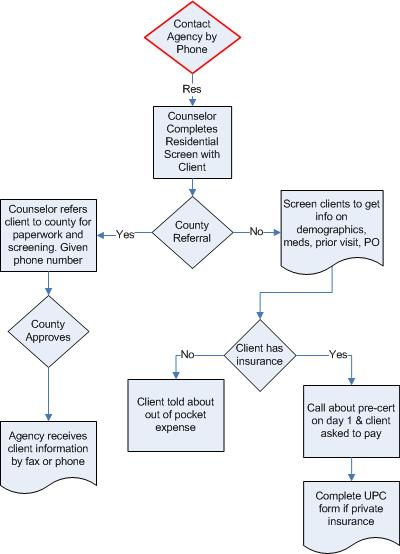 Contact
Agency by
Phone
Res
Counselor
Completes
Residential
Screen with
Client
Counselor refers
client to county for
paperwork and
screening. Given
phone number
Yes
County
Referral
No
Screen clients to get
info on
demographics,
meds, prior visit, PO
County
Approves
Client has
insurance
No
Yes
Client told about
out of pocket
expense
Call about pre-cert
on day 1 & client
asked to pay
Agency receives
client information
by fax or phone
Complete UPC
form if private
insurance